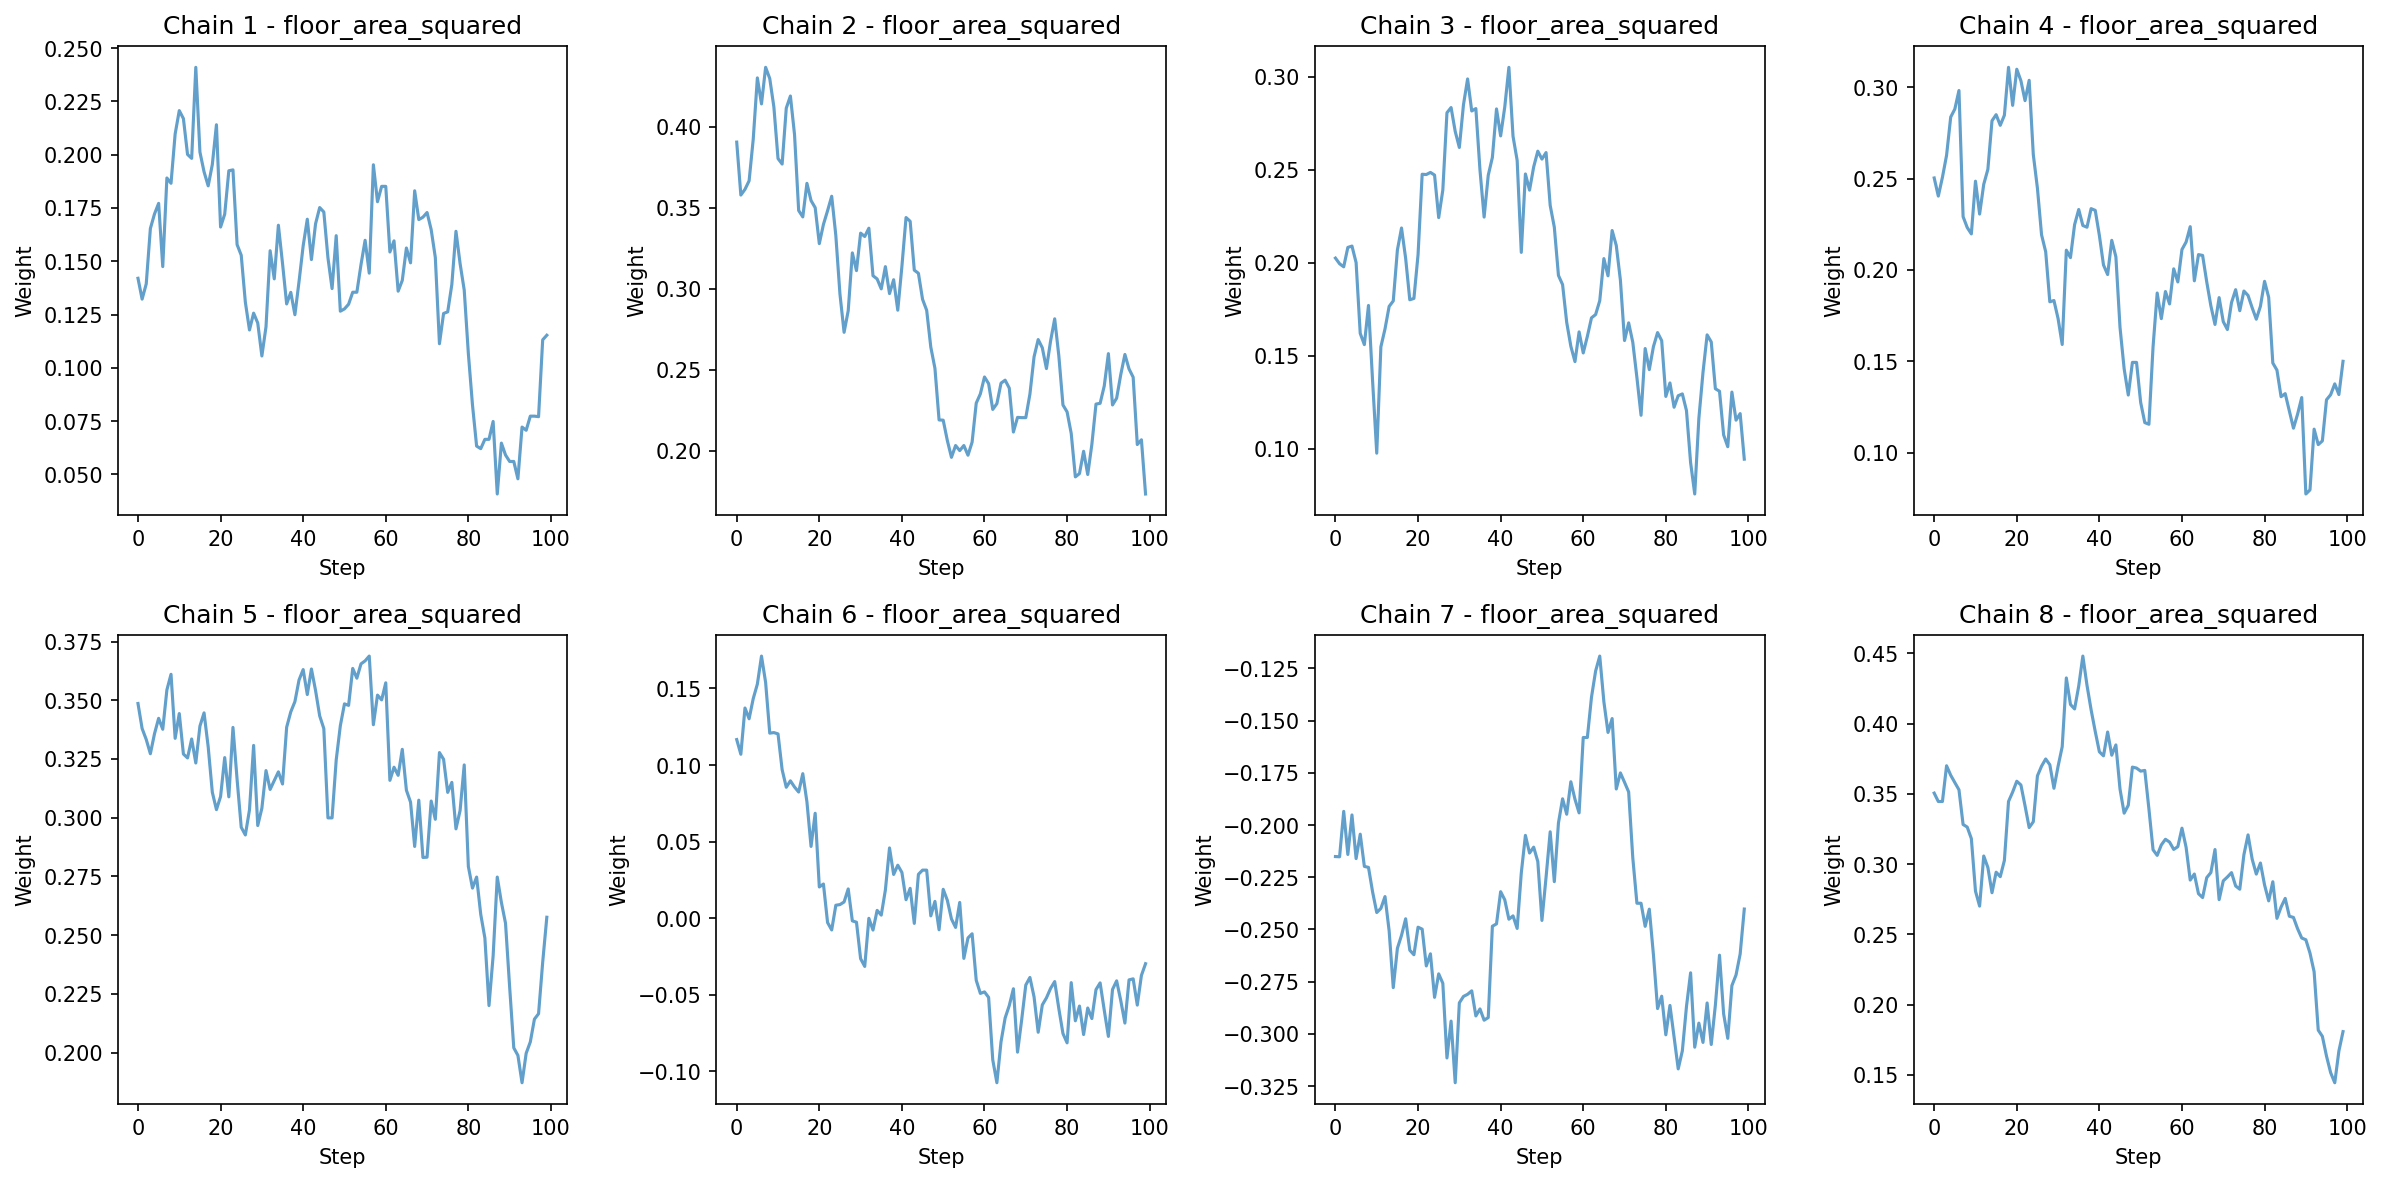 Chain 1 - floor_area_squared
0.250
0.225
0.200
0.175
0.150
0.125
0.100
0.075
0.050
Weight
0 20 40 60 80 100
Step
Chain 2 - floor_area_squared
0.40
0.35
0.30
0.25
0.20
Weight
0 20 40 60 80 100
Step
Chain 3 - floor_area_squared
0.30
0.25
0.20
0.15
0.10
Weight
0 20 40 60 80 100
Step
Chain 4 - floor_area_squared
0.30
0.25
0.20
0.15
0.10
Weight
0 20 40 60 80 100
Step
Chain 5 - floor_area_squared
0.375
0.350
0.325
0.300
0.275
0.250
0.225
0.200
Weight
0 20 40 60 80 100
Step
Chain 6 - floor_area_squared
0.15
0.10
0.05
0.00
−0.05
−0.10
Weight
0 20 40 60 80 100
Step
Chain 7 - floor_area_squared
−0.125
−0.150
−0.175
−0.200
−0.225
−0.250
−0.275
−0.300
−0.325
Weight
0 20 40 60 80 100
Step
Chain 8 - floor_area_squared
0.45
0.40
0.35
0.30
0.25
0.20
0.15
Weight
0 20 40 60 80 100
Step